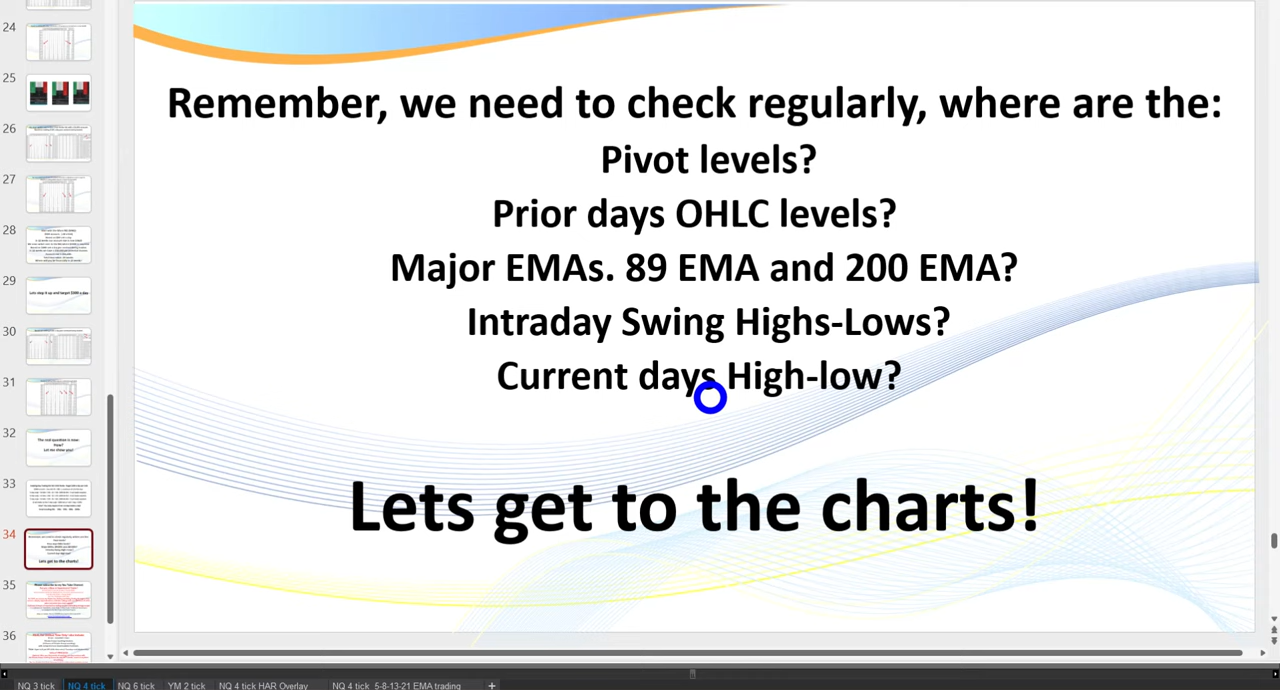 24
25
26
27
28
29
30
31
32
33
34
35
36
Remember, we need to check regularly, where are the:
Pivot levels?
Prior days OHLC levels?
Major EMAs. 89 EMA and 200 EMA?
Intraday Swing Highs-Lows?
Current days High-low?
Lets get to the charts!
NQ 3 tick NQ 4 tick NQ 6 tick YM 2 tick NQ 4 tick HAR Overlay NQ 4 tick 5-8-13-21 EMA trading +